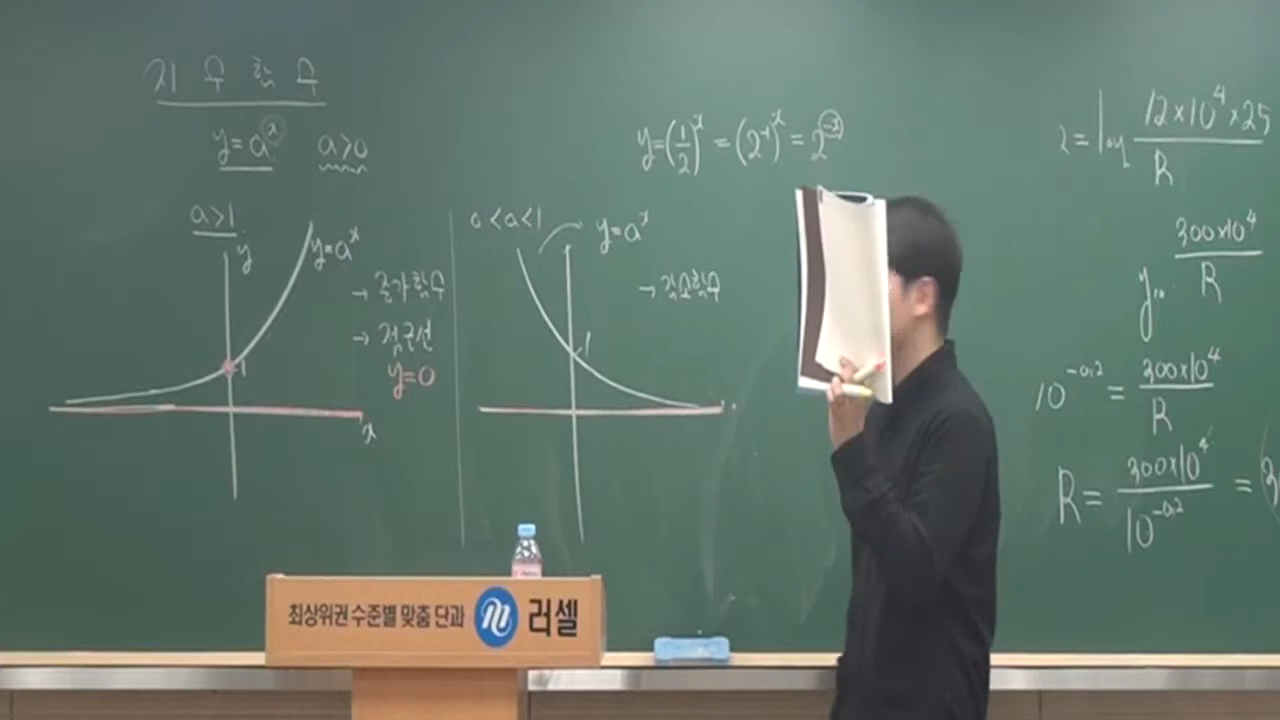 지 수 함 수
y=a^x a>0
a>1
y
y=a^x
→ 증가함수
→ 점근선
y=0
1
x
0<a<1
y=a^x
→ 감소함수
1
y=(1/2)^x = (2^-1)^x = 2^-x
2=log 12×10^4×25/R
300×10^4/R
10^-0.2 = 300×10^4/R
R= 300×10^4/10^-0.2 =
최상위권 수준별 맞춤 단과 러셀